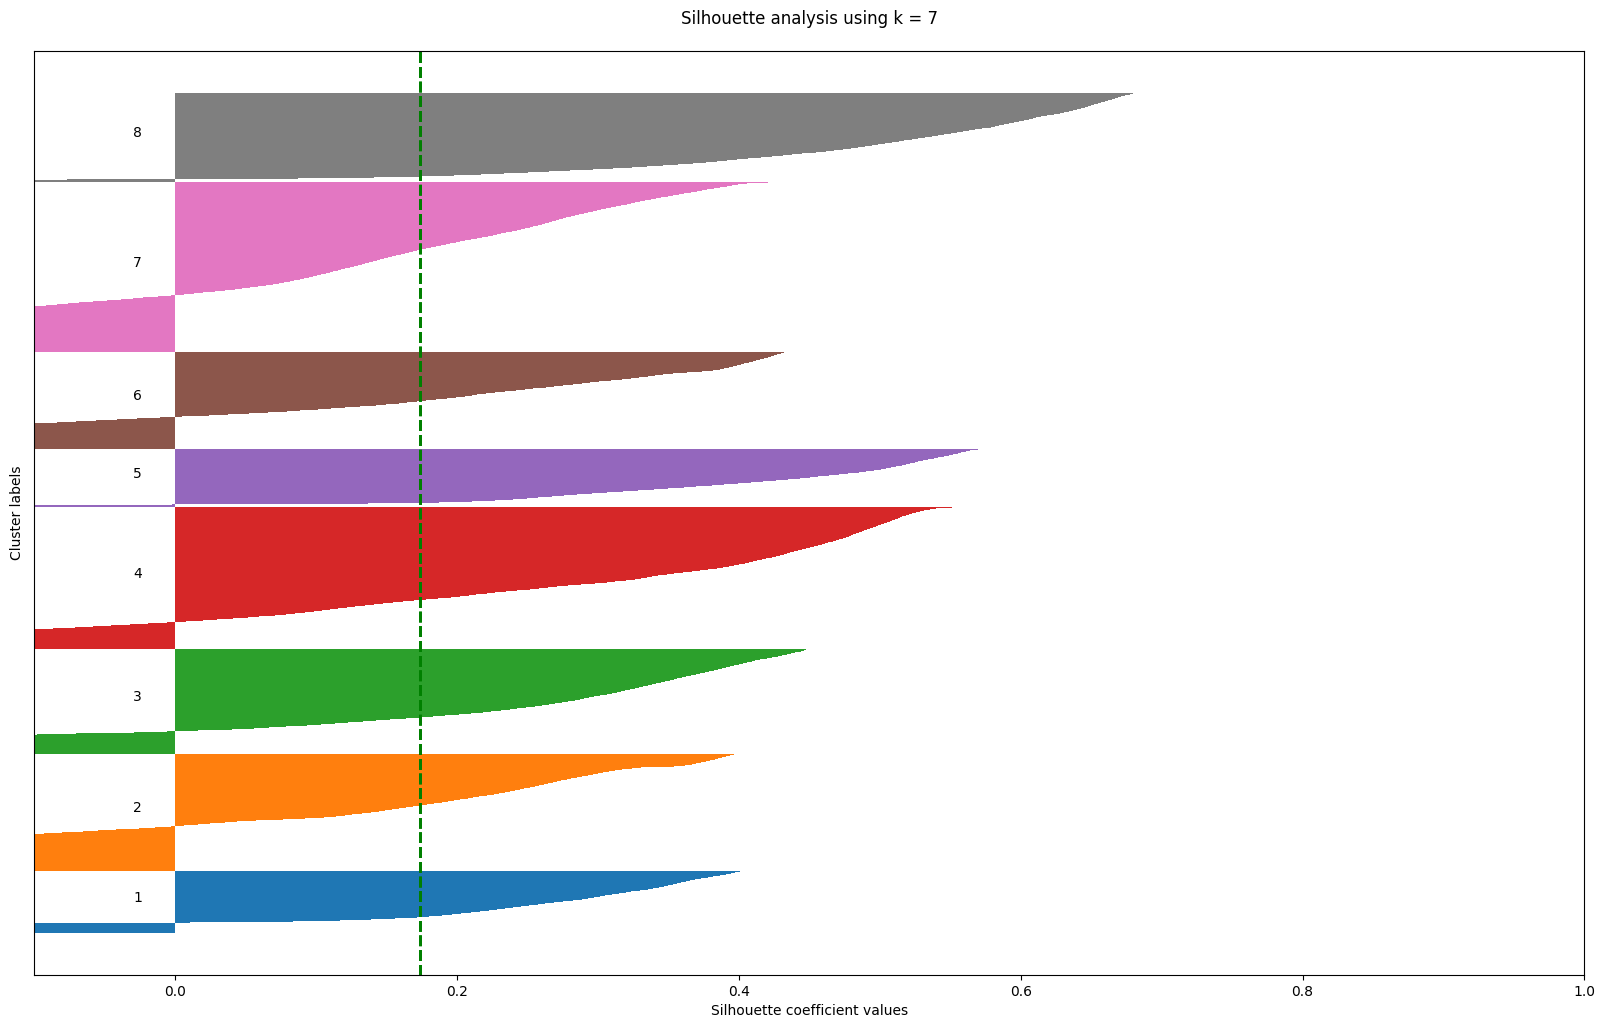 Silhouette analysis using k = 7
8
7
6
5
4
3
2
1
Cluster labels
0.0 0.2 0.4 0.6 0.8 1.0
Silhouette coefficient values